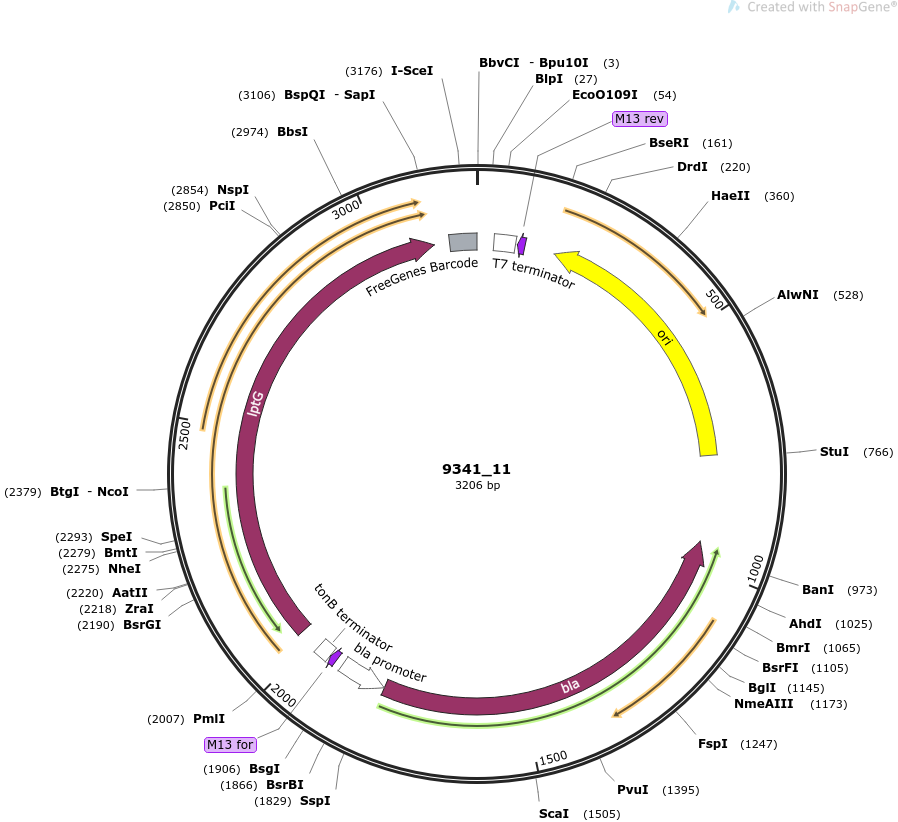 Created with SnapGene®
(3176) I-SceI
BbvCI - Bpu10I (3)
BlpI (27)
(3106) BspQI - SapI
EcoO109I (54)
M13 rev
(2974) BbsI
BseRI (161)
DrdI (220)
(2854) NspI
HaeII (360)
(2850) PciI
3000
FreeGenes Barcode
T7 terminator
500
AlwNI (528)
ori
lptG
2500
StuI (766)
9341_11
3206 bp
(2379) BtgI - NcoI
(2293) SpeI
(2279) BmtI
(2275) NheI
1000
BanI (973)
(2220) AatII
(2218) ZraI
(2190) BsrGI
AhdI (1025)
tonB terminator
BmrI (1065)
bla promoter
BsrFI (1105)
bla
BglI (1145)
2000
NmeAIII (1173)
(2007) PmlI
M13 for
FspI (1247)
1500
(1906) BsgI
(1866) BsrBI
(1829) SspI
PvuI (1395)
ScaI (1505)